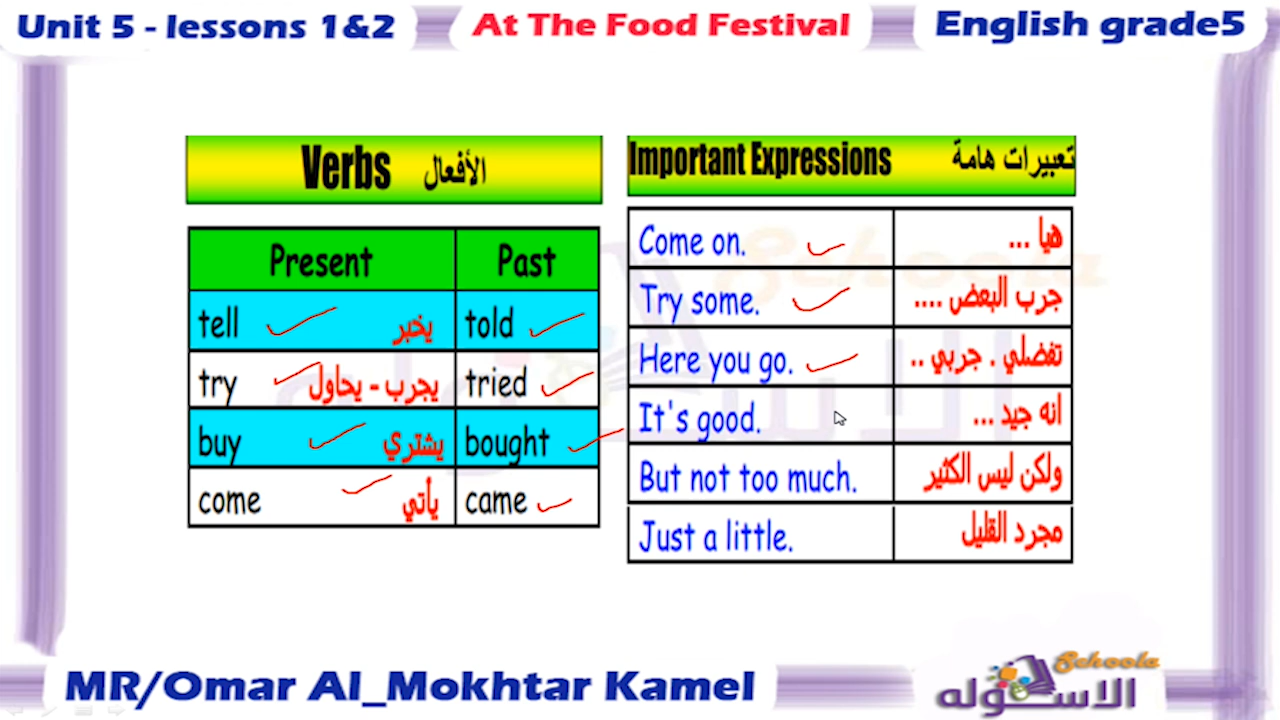 Unit 5 - lessons 1&2
At The Food Festival
English grade5
Verbs الأفعال
Present Past
tell يخبر told
try يجرب - يحاول tried
buy يشتري bought
come يأتي came
Important Expressions تعبيرات هامة
Come on. هيا ...
Try some. جرب البعض ....
Here you go. تفضلي . جربي ..
It's good. انه جيد ...
But not too much. ولكن ليس الكثير
Just a little. مجرد القليل
MR/Omar Al_Mokhtar Kamel
Schoola
الاسكوله